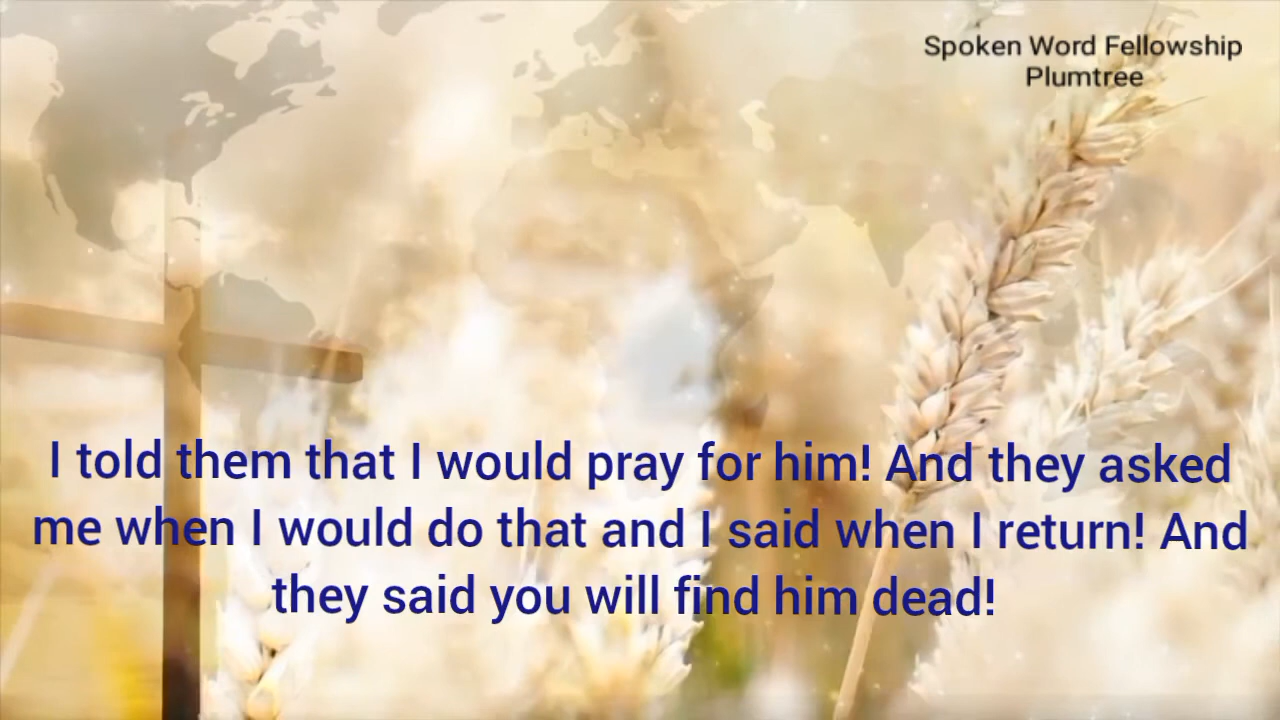 Spoken Word Fellowship
Plumtree
I told them that I would pray for him! And they asked
me when I would do that and I said when I return! And
they said you will find him dead!